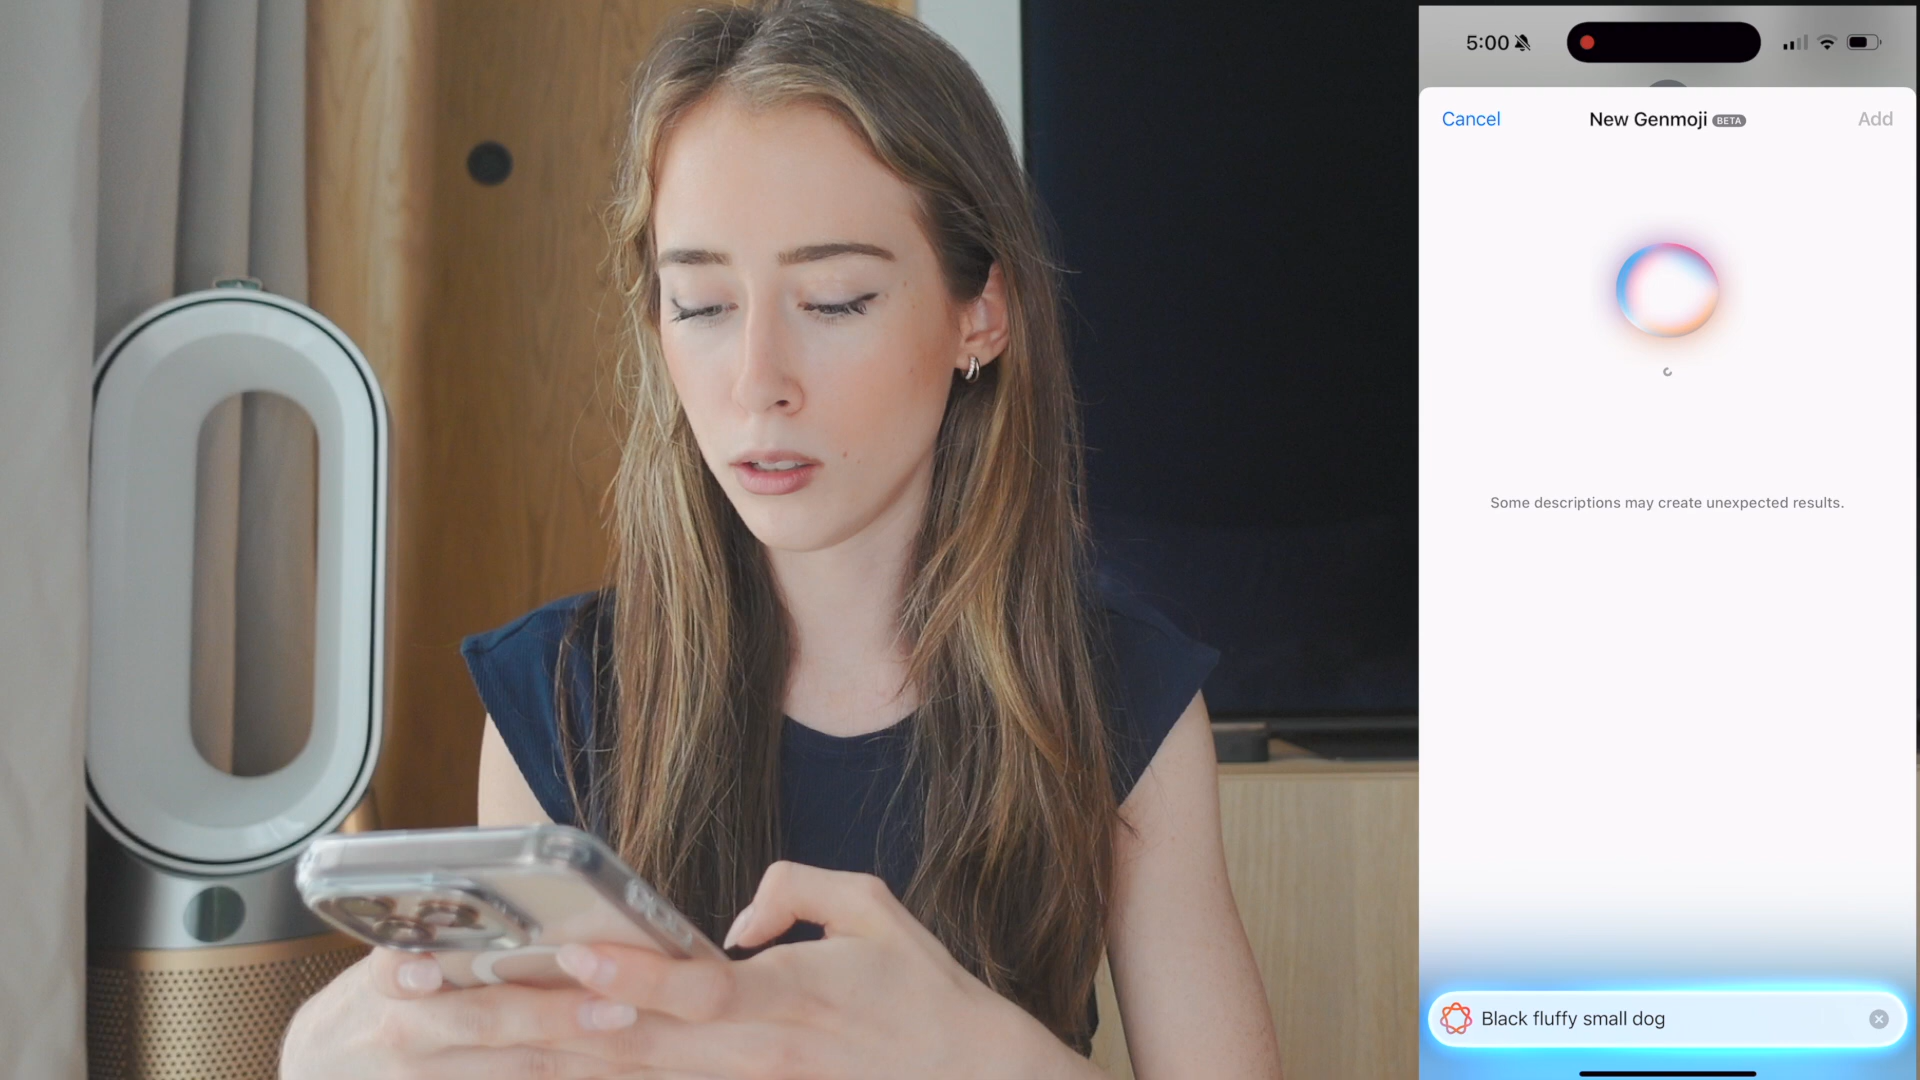 5:00
Cancel
New Genmoji BETA
Add
Some descriptions may create unexpected results.
Black fluffy small dog